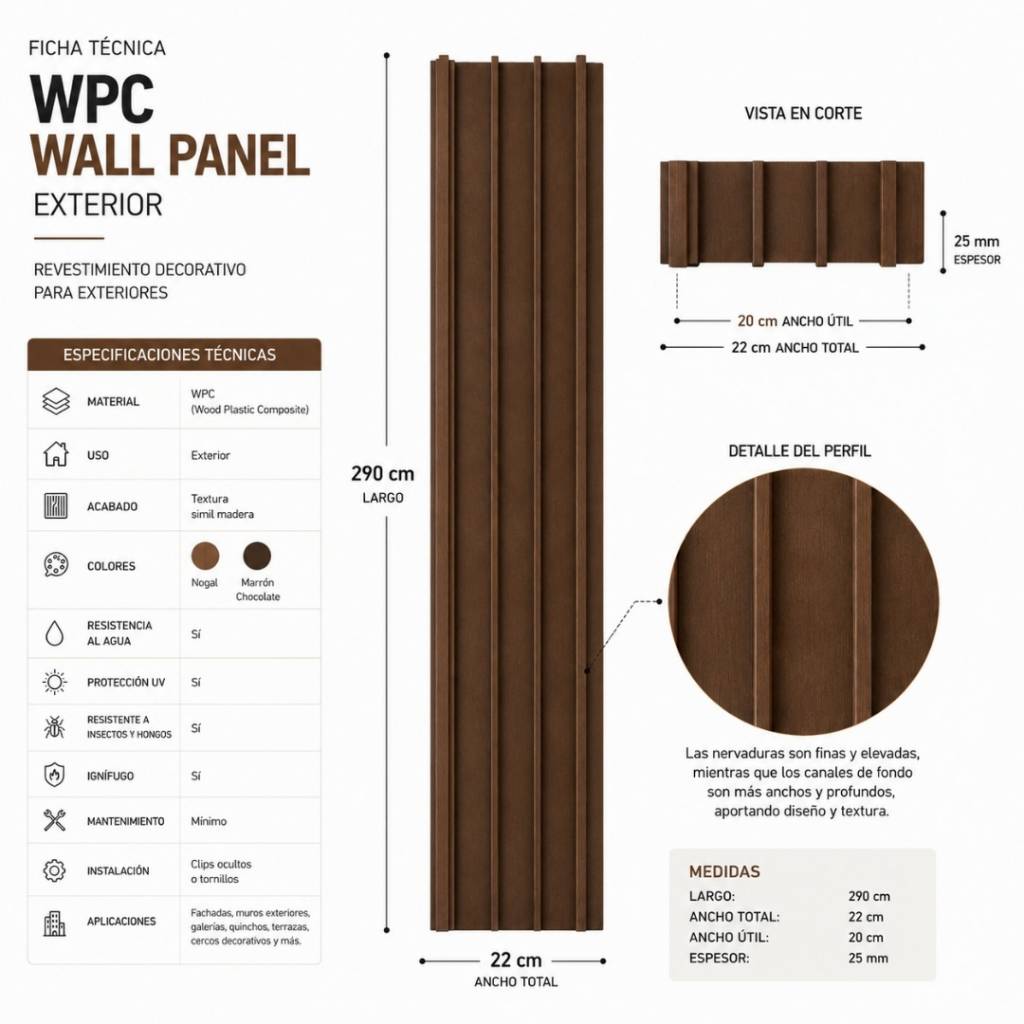 FICHA TÉCNICA
WPC
WALL PANEL
EXTERIOR
REVESTIMIENTO DECORATIVO
PARA EXTERIORES
ESPECIFICACIONES TÉCNICAS
MATERIAL
WPC
(Wood Plastic Composite)
USO
Exterior
ACABADO
Textura
simil madera
COLORES
Nogal
Marrón
Chocolate
RESISTENCIA
AL AGUA
Sí
PROTECCIÓN UV
Sí
RESISTENTE A
INSECTOS Y HONGOS
Sí
IGNÍFUGO
Sí
MANTENIMIENTO
Mínimo
INSTALACIÓN
Clips ocultos
o tornillos
APLICACIONES
Fachadas, muros exteriores,
galerías, quinchos, terrazas,
cercos decorativos y más.
290 cm
LARGO
22 cm
ANCHO TOTAL
VISTA EN CORTE
25 mm
ESPESOR
20 cm ANCHO ÚTIL
22 cm ANCHO TOTAL
DETALLE DEL PERFIL
Las nervaduras son finas y elevadas,
mientras que los canales de fondo
son más anchos y profundos,
aportando diseño y textura.
MEDIDAS
LARGO: 290 cm
ANCHO TOTAL: 22 cm
ANCHO ÚTIL: 20 cm
ESPESOR: 25 mm